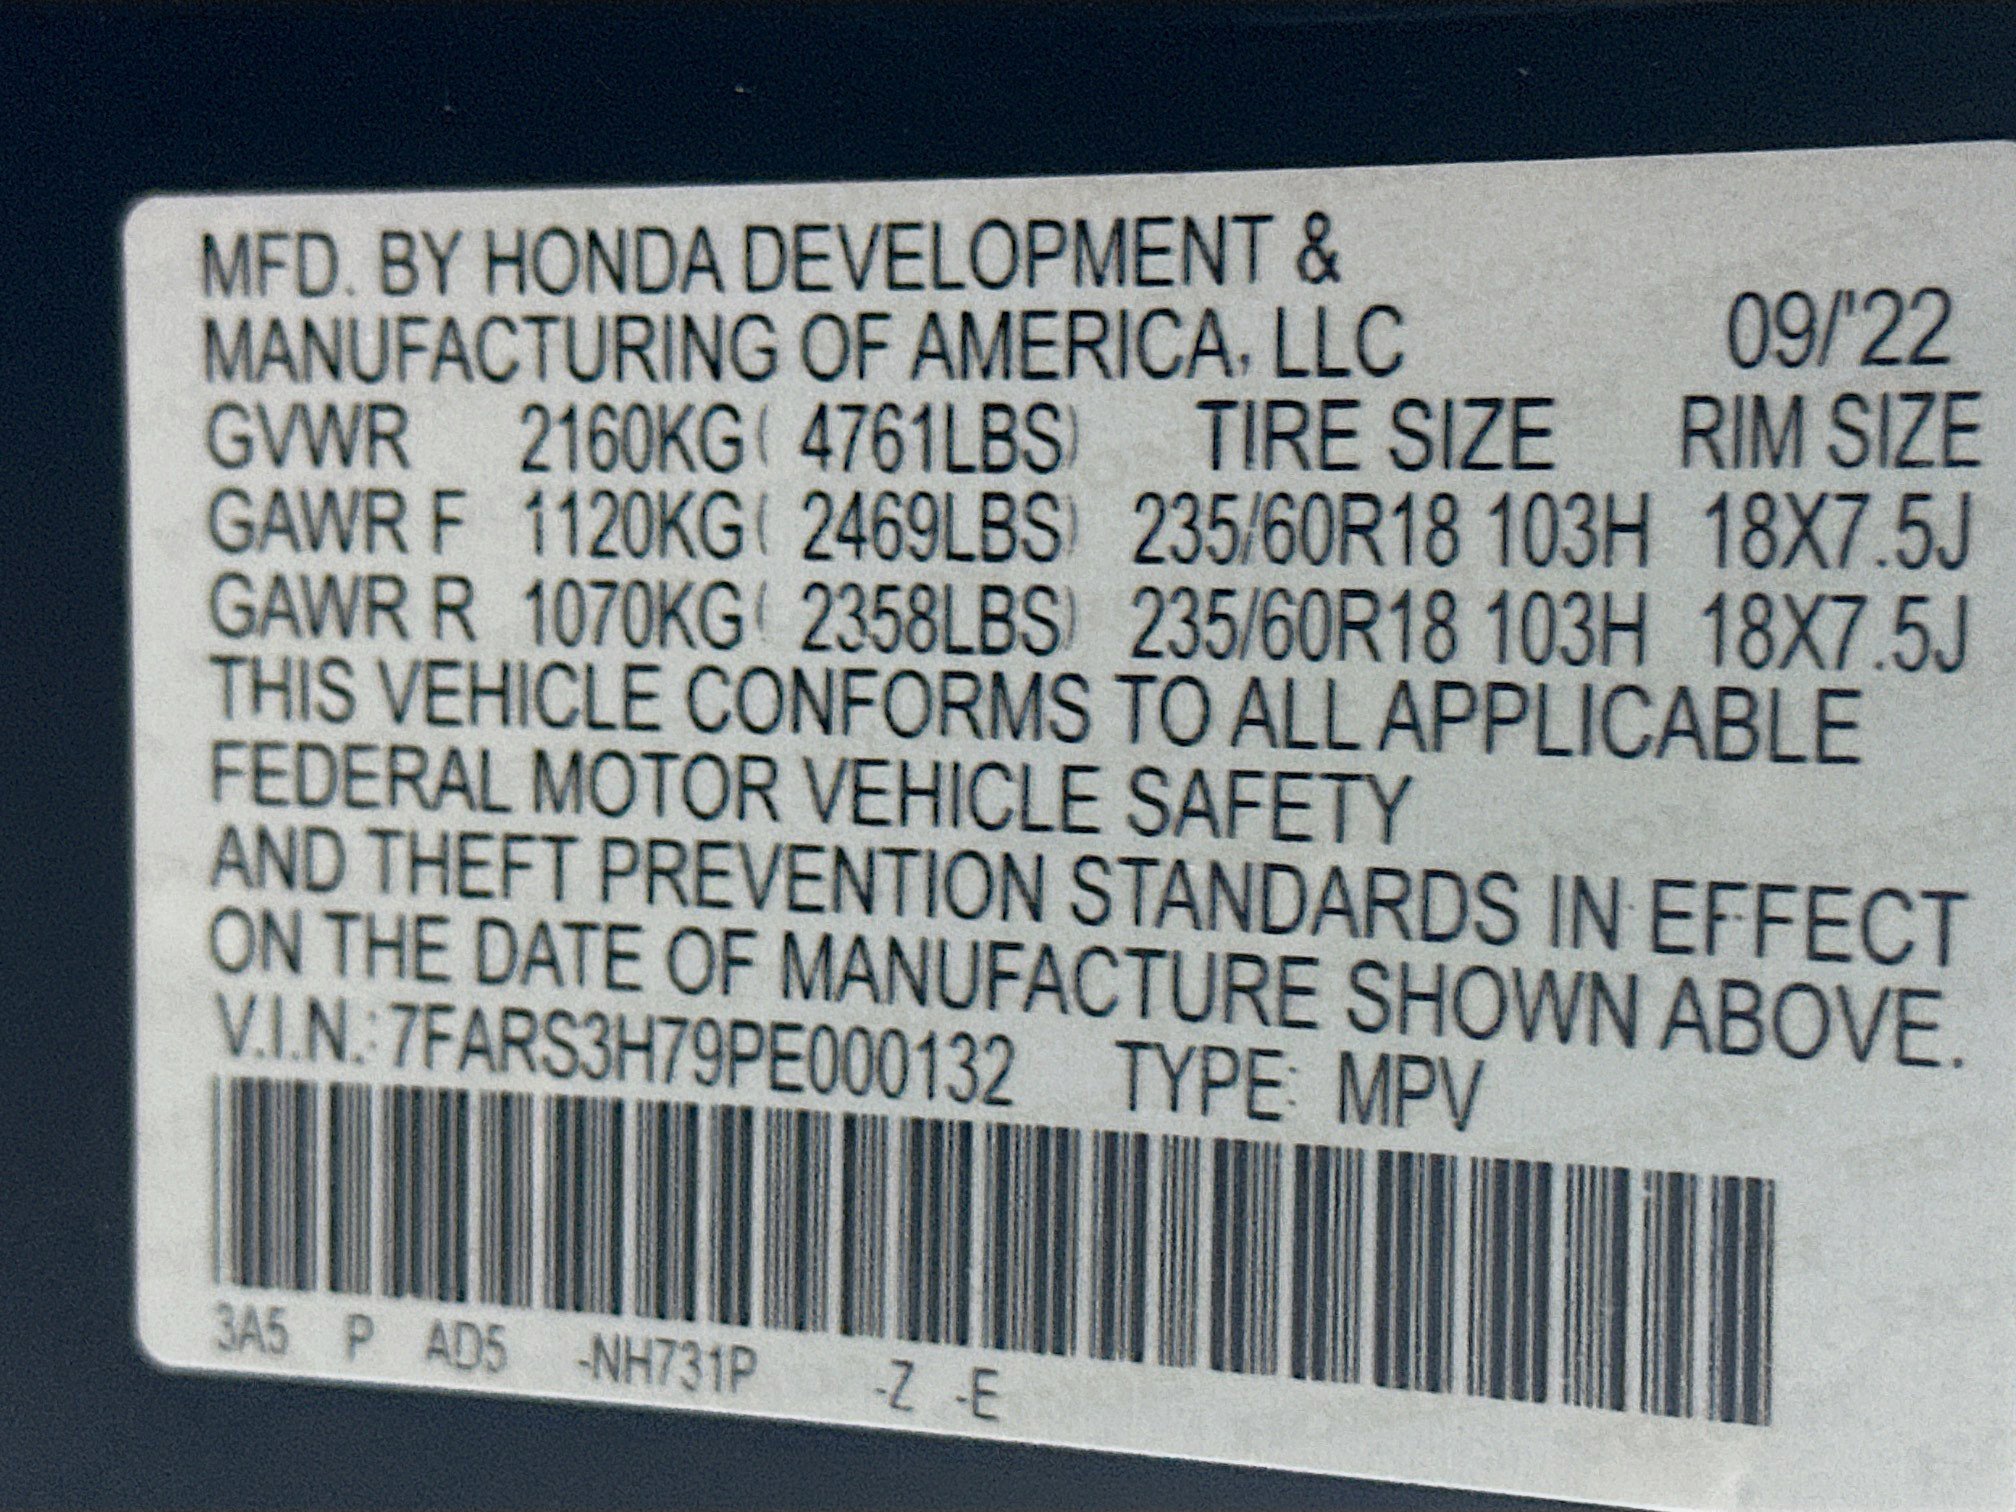 MFD. BY HONDA DEVELOPMENT &
MANUFACTURING OF AMERICA, LLC 09/'22
GVWR 2160KG( 4761LBS) TIRE SIZE RIM SIZE
GAWR F 1120KG( 2469LBS) 235/60R18 103H 18X7.5J
GAWR R 1070KG( 2358LBS) 235/60R18 103H 18X7.5J
THIS VEHICLE CONFORMS TO ALL APPLICABLE
FEDERAL MOTOR VEHICLE SAFETY
AND THEFT PREVENTION STANDARDS IN EFFECT
ON THE DATE OF MANUFACTURE SHOWN ABOVE.
V.I.N.: 7FARS3H79PE000132 TYPE: MPV
3A5 P AD5 -NH731P -Z -E